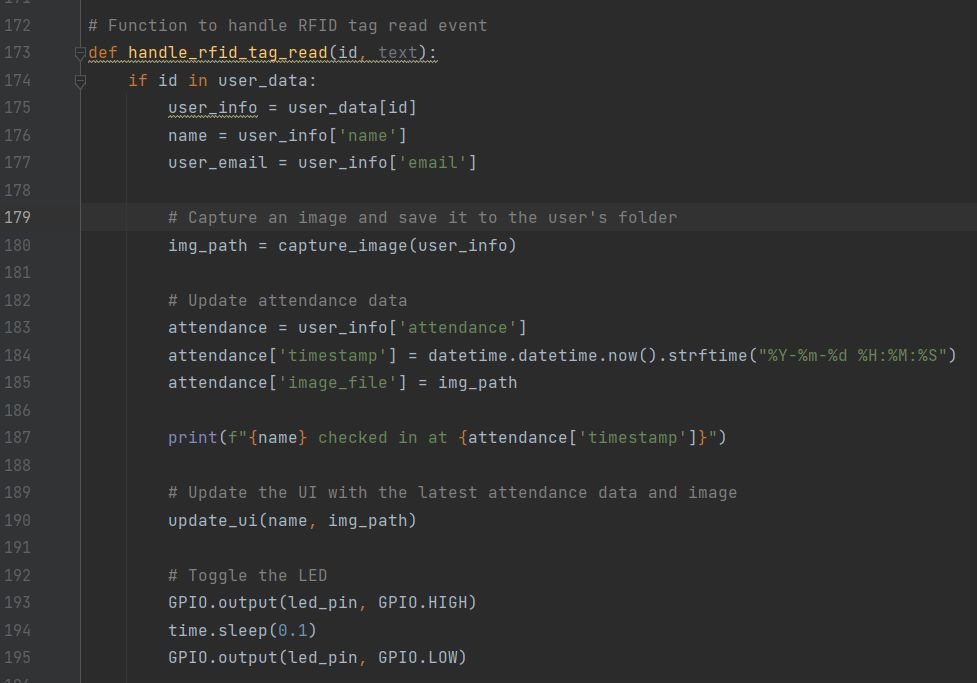 172 # Function to handle RFID tag read event
173 def handle_rfid_tag_read(id, text):
174     if id in user_data:
175         user_info = user_data[id]
176         name = user_info['name']
177         user_email = user_info['email']
178
179         # Capture an image and save it to the user's folder
180         img_path = capture_image(user_info)
181
182         # Update attendance data
183         attendance = user_info['attendance']
184         attendance['timestamp'] = datetime.datetime.now().strftime("%Y-%m-%d %H:%M:%S")
185         attendance['image_file'] = img_path
186
187         print(f"{name} checked in at {attendance['timestamp']}")
188
189         # Update the UI with the latest attendance data and image
190         update_ui(name, img_path)
191
192         # Toggle the LED
193         GPIO.output(led_pin, GPIO.HIGH)
194         time.sleep(0.1)
195         GPIO.output(led_pin, GPIO.LOW)